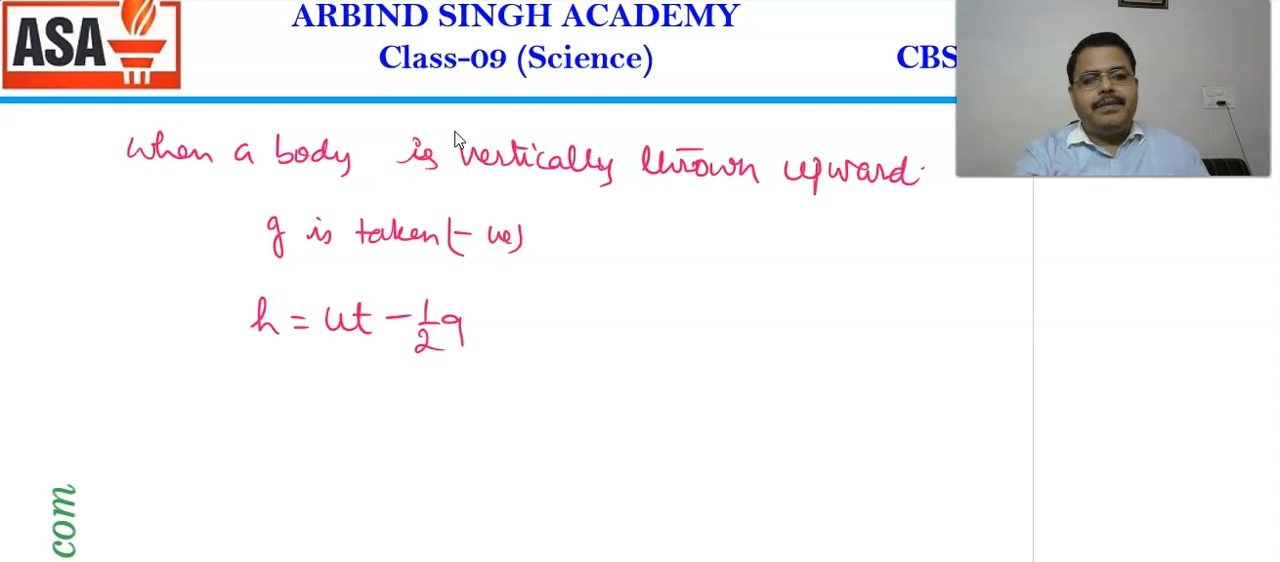 ASA
ARBIND SINGH ACADEMY
Class-09 (Science)
CBS
when a body is vertically thrown upward.
g is taken (-ve)
h = ut - 1/2 g
com